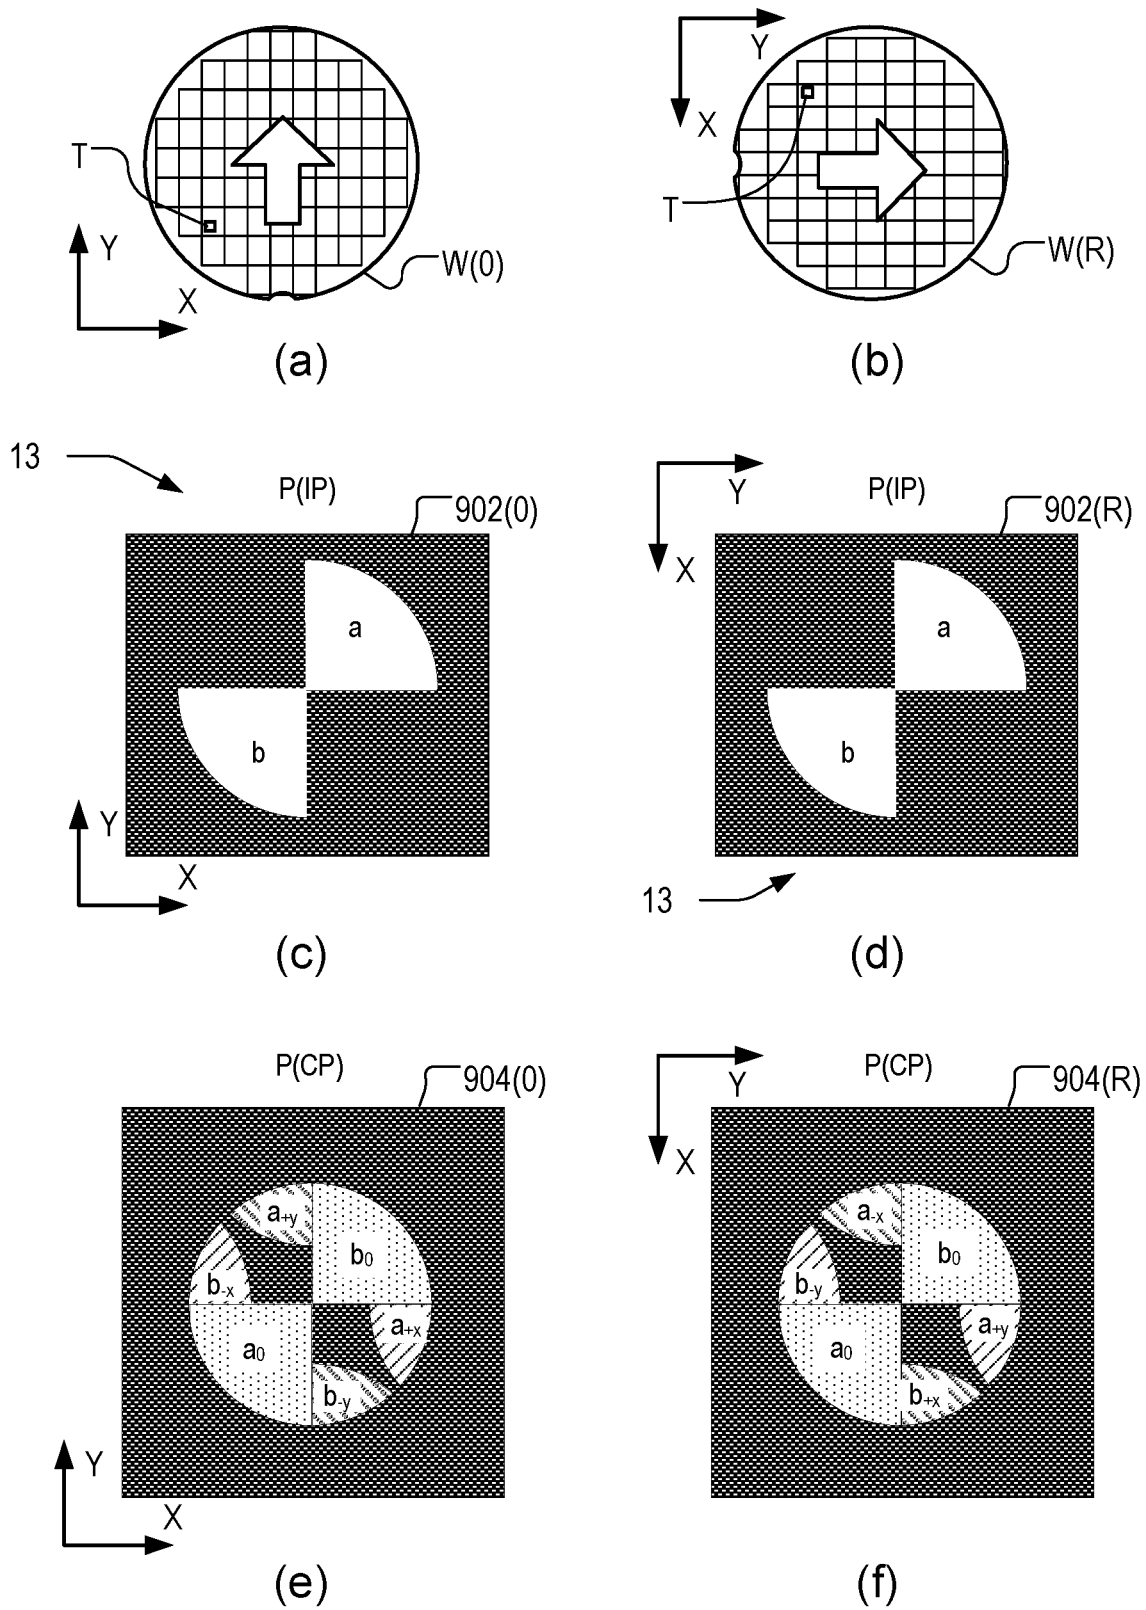 Y
X
T
Y
X
W(0)
T
W(R)
(a)
(b)
13
P(IP)
902(0)
Y
X
P(IP)
902(R)
a
b
a
b
Y
X
13
(c)
(d)
P(CP)
904(0)
Y
X
P(CP)
904(R)
a+y
b0
b-x
a+x
a0
b-y
a-x
b0
b-y
a+y
a0
b+x
Y
X
(e)
(f)